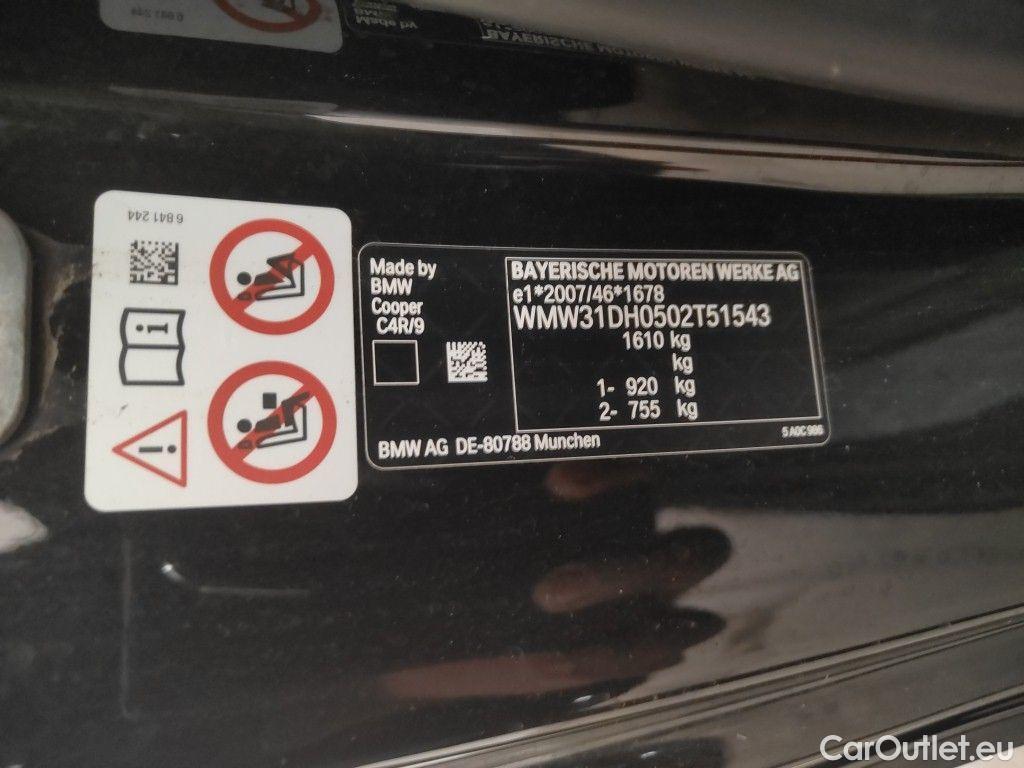 6 841 244
Made by
BMW
Cooper
C4R/9
BAYERISCHE MOTOREN WERKE AG
e1*2007/46*1678
WMW31DH0502T51543
1610 kg
kg
1- 920 kg
2- 755 kg
BMW AG DE-80788 Munchen
5 A0C 986
CarOutlet.eu